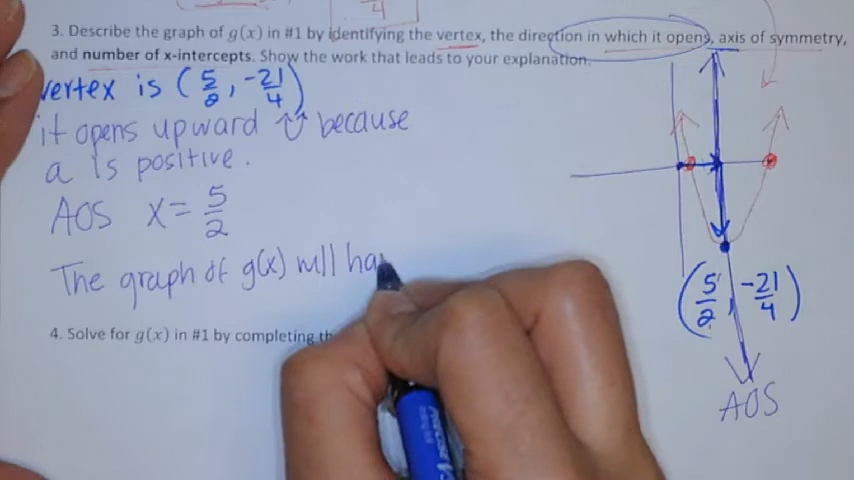 4
3. Describe the graph of g(x) in #1 by identifying the vertex, the direction in which it opens, axis of symmetry,
and number of x-intercepts. Show the work that leads to your explanation.
vertex is (5/2, -21/4)
it opens upward because
a is positive.
AOS x = 5/2
The graph of g(x) will ha
(5/2, -21/4)
4. Solve for g(x) in #1 by completing th
AOS